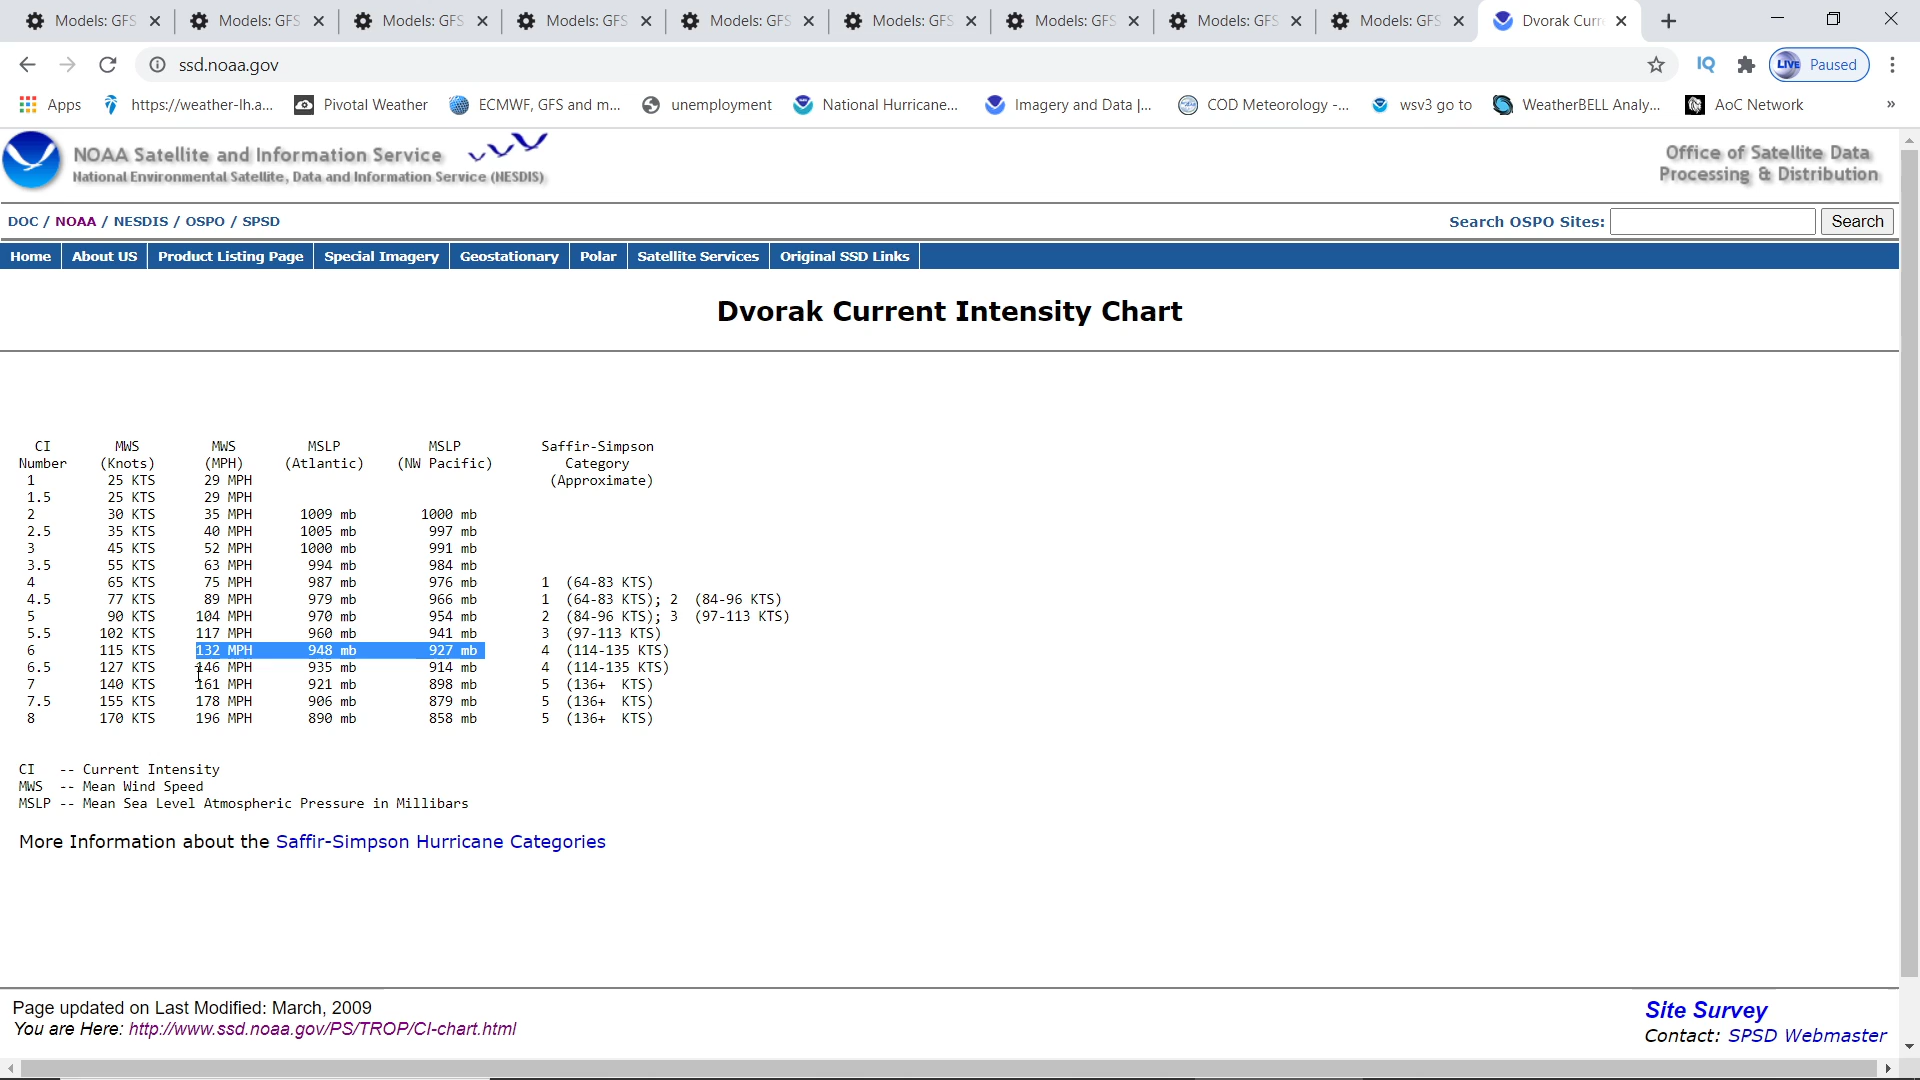 Models: GFS Models: GFS Models: GFS Models: GFS Models: GFS Models: GFS Models: GFS Models: GFS Models: GFS Dvorak Curr
ssd.noaa.gov
IQ LIVE Paused
Apps https://weather-lh.a... Pivotal Weather ECMWF, GFS and m... unemployment National Hurricane... Imagery and Data |... COD Meteorology -... wsv3 go to WeatherBELL Analy... AoC Network »
NOAA Satellite and Information Service
National Environmental Satellite, Data and Information Service (NESDIS)
Office of Satellite Data
Processing & Distribution
DOC / NOAA / NESDIS / OSPO / SPSD
Search OSPO Sites: Search
Home About US Product Listing Page Special Imagery Geostationary Polar Satellite Services Original SSD Links
Dvorak Current Intensity Chart
CI MWS MWS MSLP MSLP Saffir-Simpson
Number (Knots) (MPH) (Atlantic) (NW Pacific) Category
1 25 KTS 29 MPH (Approximate)
1.5 25 KTS 29 MPH
2 30 KTS 35 MPH 1009 mb 1000 mb
2.5 35 KTS 40 MPH 1005 mb 997 mb
3 45 KTS 52 MPH 1000 mb 991 mb
3.5 55 KTS 63 MPH 994 mb 984 mb
4 65 KTS 75 MPH 987 mb 976 mb 1 (64-83 KTS)
4.5 77 KTS 89 MPH 979 mb 966 mb 1 (64-83 KTS); 2 (84-96 KTS)
5 90 KTS 104 MPH 970 mb 954 mb 2 (84-96 KTS); 3 (97-113 KTS)
5.5 102 KTS 117 MPH 960 mb 941 mb 3 (97-113 KTS)
6 115 KTS 132 MPH 948 mb 927 mb 4 (114-135 KTS)
6.5 127 KTS 146 MPH 935 mb 914 mb 4 (114-135 KTS)
7 140 KTS 161 MPH 921 mb 898 mb 5 (136+ KTS)
7.5 155 KTS 178 MPH 906 mb 879 mb 5 (136+ KTS)
8 170 KTS 196 MPH 890 mb 858 mb 5 (136+ KTS)
CI -- Current Intensity
MWS -- Mean Wind Speed
MSLP -- Mean Sea Level Atmospheric Pressure in Millibars
More Information about the Saffir-Simpson Hurricane Categories
Page updated on Last Modified: March, 2009
You are Here: http://www.ssd.noaa.gov/PS/TROP/CI-chart.html
Site Survey
Contact: SPSD Webmaster